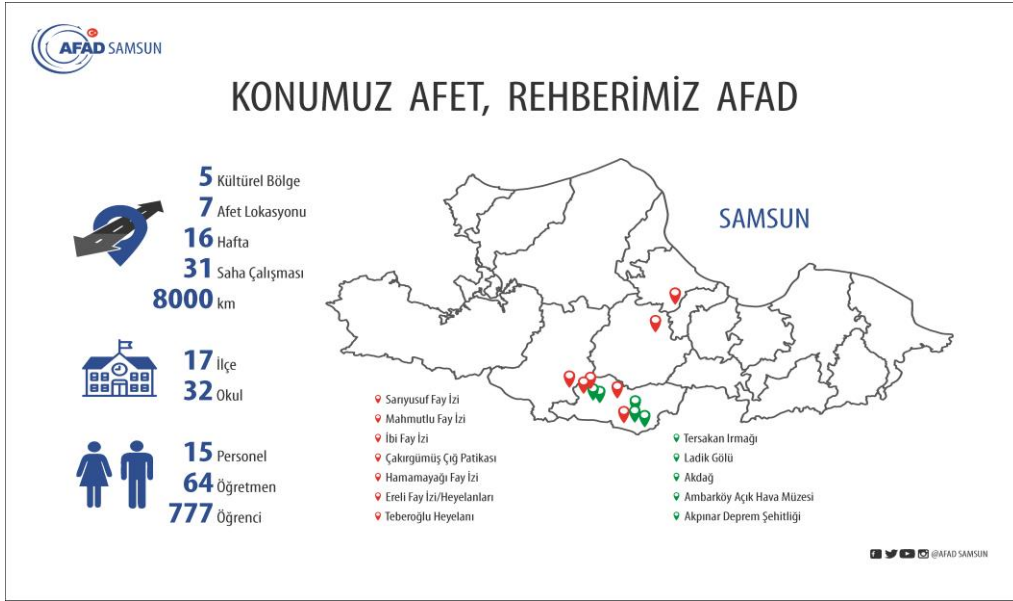 AFAD SAMSUN
KONUMUZ AFET, REHBERİMİZ AFAD
5 Kültürel Bölge
7 Afet Lokasyonu
16 Hafta
31 Saha Çalışması
8000 km
17 İlçe
32 Okul
15 Personel
64 Öğretmen
777 Öğrenci
SAMSUN
Sarıyusuf Fay İzi
Mahmutlu Fay İzi
İbi Fay İzi
Çakırgümüş Çığ Patikası
Hamamayağı Fay İzi
Ereli Fay İzi/Heyelanları
Teberoğlu Heyelanı
Tersakan Irmağı
Ladik Gölü
Akdağ
Ambarköy Açık Hava Müzesi
Akpınar Deprem Şehitliği
@AFAD SAMSUN